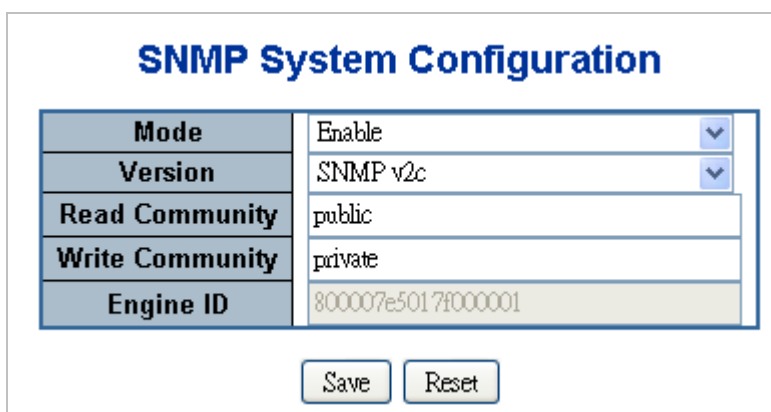 SNMP System Configuration
Mode Enable
Version SNMP v2c
Read Community public
Write Community private
Engine ID 800007e5017f000001
Save Reset